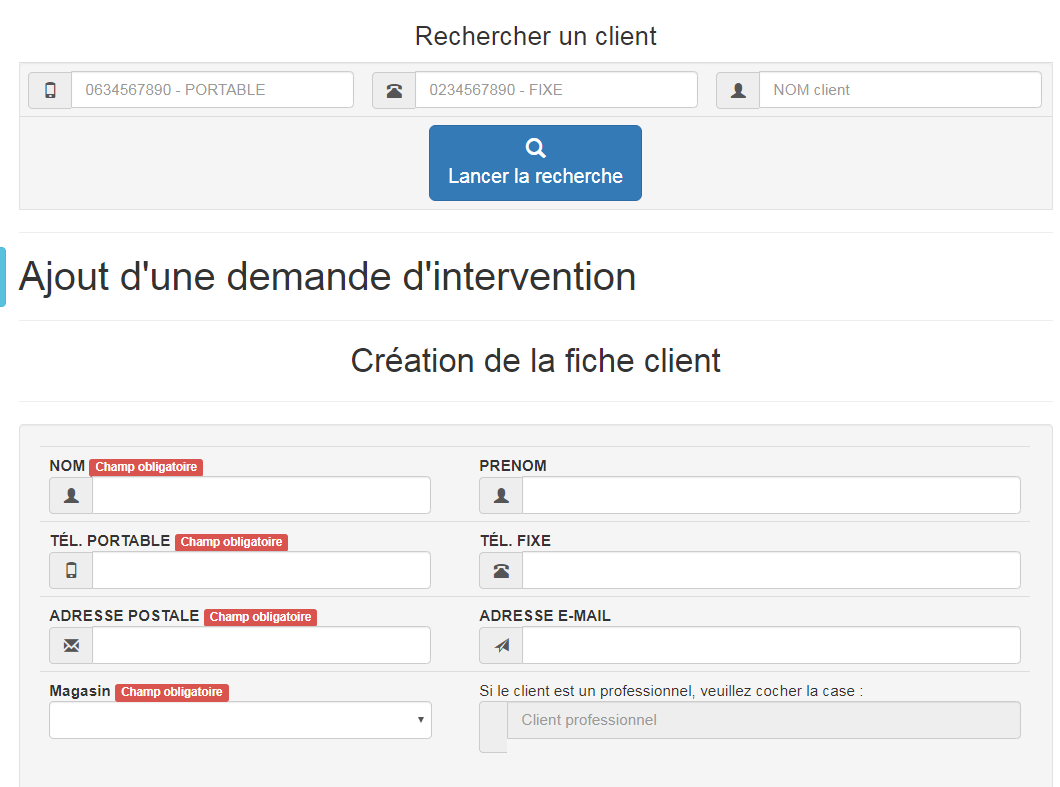 Rechercher un client
0634567890 - PORTABLE 0234567890 - FIXE NOM client
Lancer la recherche
Ajout d'une demande d'intervention
Création de la fiche client
NOM Champ obligatoire PRENOM
TÉL. PORTABLE Champ obligatoire TÉL. FIXE
ADRESSE POSTALE Champ obligatoire ADRESSE E-MAIL
Magasin Champ obligatoire Si le client est un professionnel, veuillez cocher la case :
Client professionnel